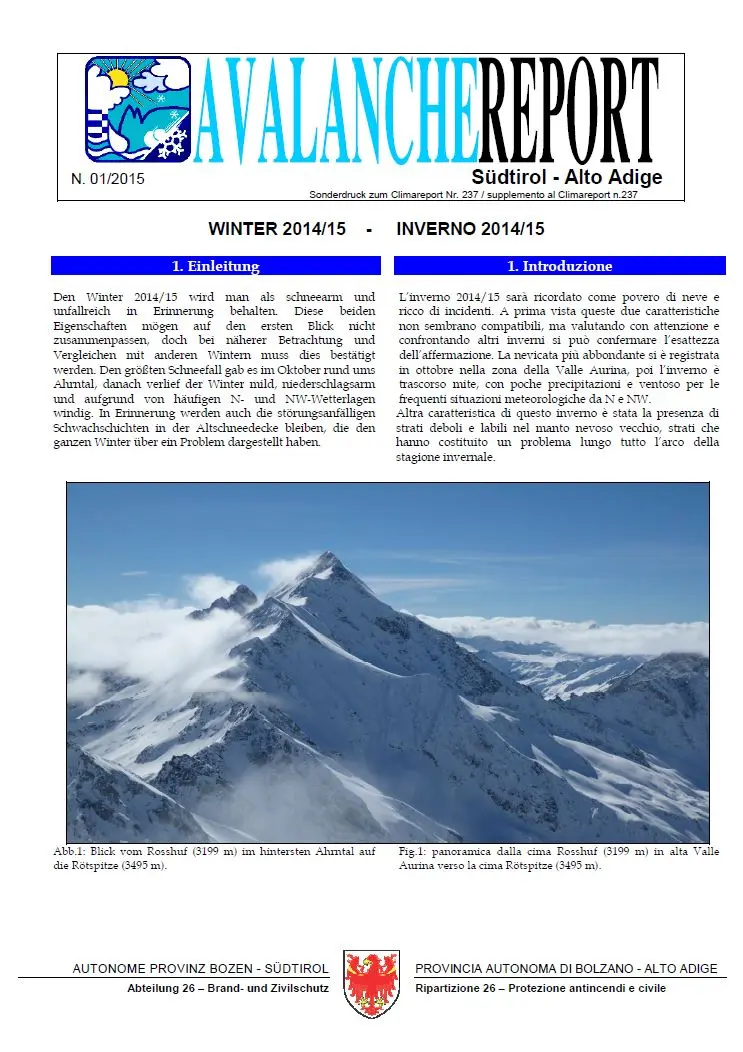 AVALANCHEREPORT
N. 01/2015
Südtirol - Alto Adige
Sonderdruck zum Climareport Nr. 237 / supplemento al Climareport n.237
WINTER 2014/15 - INVERNO 2014/15
1. Einleitung
Den Winter 2014/15 wird man als schneearm und
unfallreich in Erinnerung behalten. Diese beiden
Eigenschaften mögen auf den ersten Blick nicht
zusammenpassen, doch bei näherer Betrachtung und
Vergleichen mit anderen Wintern muss dies bestätigt
werden. Den größten Schneefall gab es im Oktober rund ums
Ahrntal, danach verlief der Winter mild, niederschlagsarm
und aufgrund von häufigen N- und NW-Wetterlagen
windig. In Erinnerung werden auch die störungsanfälligen
Schwachschichten in der Altschneedecke bleiben, die den
ganzen Winter über ein Problem dargestellt haben.
1. Introduzione
L'inverno 2014/15 sarà ricordato come povero di neve e
ricco di incidenti. A prima vista queste due caratteristiche
non sembrano compatibili, ma valutando con attenzione e
confrontando altri inverni si può confermare l'esattezza
dell'affermazione. La nevicata più abbondante si è registrata
in ottobre nella zona della Valle Aurina, poi l'inverno è
trascorso mite, con poche precipitazioni e ventoso per le
frequenti situazioni meteorologiche da N e NW.
Altra caratteristica di questo inverno è stata la presenza di
strati deboli e labili nel manto nevoso vecchio, strati che
hanno costituito un problema lungo tutto l'arco della
stagione invernale.
Abb.1: Blick vom Rosshuf (3199 m) im hintersten Ahrntal auf
die Rötspitze (3495 m).
Fig.1: panoramica dalla cima Rosshuf (3199 m) in alta Valle
Aurina verso la cima Rötspitze (3495 m).
AUTONOME PROVINZ BOZEN - SÜDTIROL
Abteilung 26 – Brand- und Zivilschutz
PROVINCIA AUTONOMA DI BOLZANO - ALTO ADIGE
Ripartizione 26 – Protezione antincendi e civile